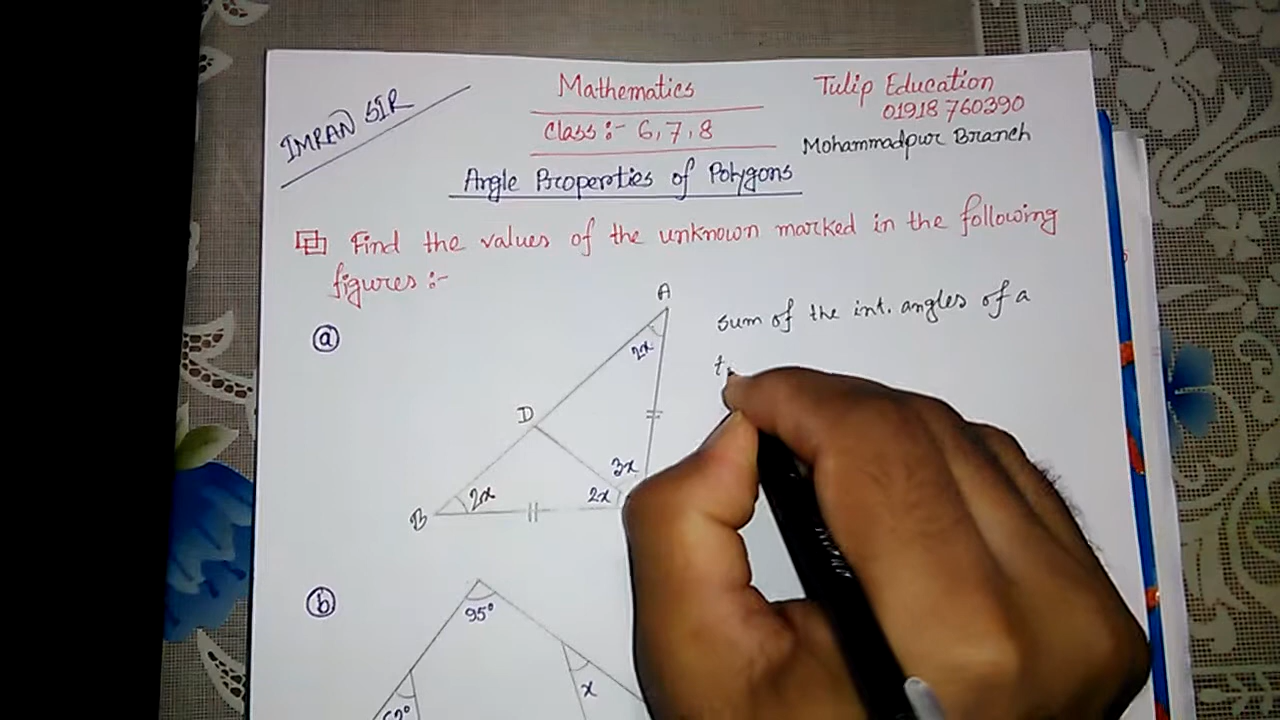 IMRAN SIR
Mathematics
Class :- 6, 7, 8
Tulip Education
01918 760390
Mohammadpur Branch
Angle Properties of Polygons
Find the values of the unknown marked in the following
figures :-
a
A
2x
D
3x
B
2x
2x
sum of the int. angles of a
b
95°
x